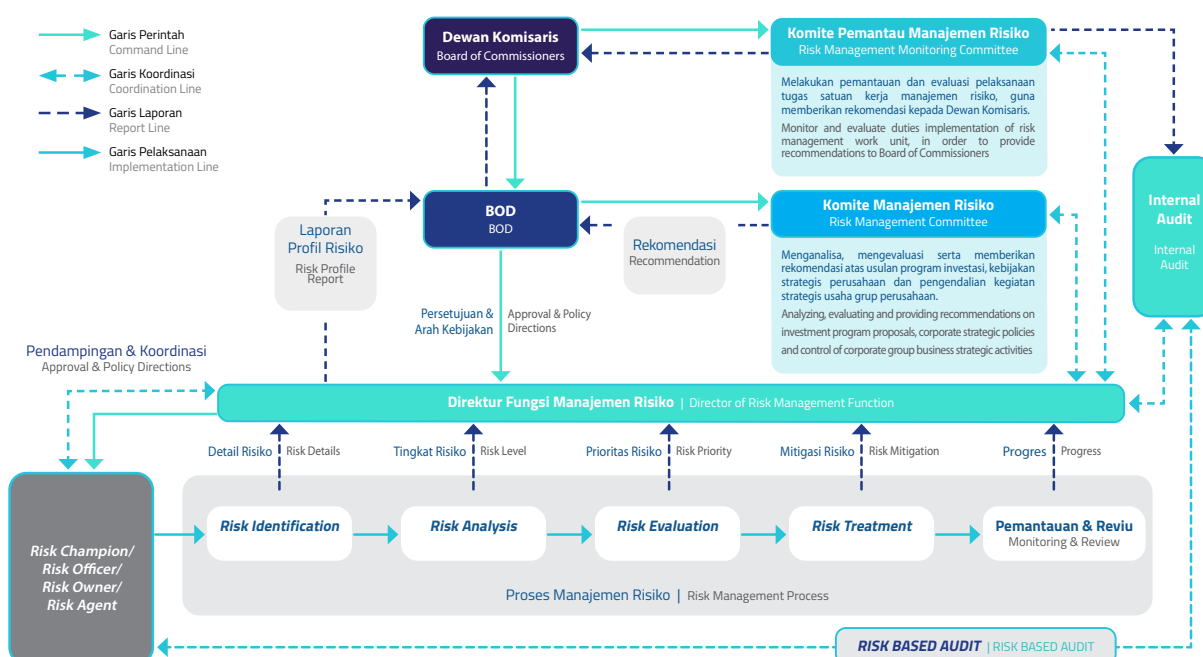 Garis Perintah
Command Line
Garis Koordinasi
Coordination Line
Garis Laporan
Report Line
Garis Pelaksanaan
Implementation Line
Dewan Komisaris
Board of Commissioners
Komite Pemantau Manajemen Risiko
Risk Management Monitoring Committee
Melakukan pemantauan dan evaluasi pelaksanaan
tugas satuan kerja manajemen risiko, guna
memberikan rekomendasi kepada Dewan Komisaris.
Monitor and evaluate duties implementation of risk
management work unit, in order to provide
recommendations to Board of Commissioners
Internal
Audit
Internal
Audit
BOD
BOD
Komite Manajemen Risiko
Risk Management Committee
Laporan
Profil Risiko
Risk Profile
Report
Rekomendasi
Recommendation
Menganalisa, mengevaluasi serta memberikan
rekomendasi atas usulan program investasi, kebijakan
strategis perusahaan dan pengendalian kegiatan
strategis usaha grup perusahaan.
Analyzing, evaluating and providing recommendations on
investment program proposals, corporate strategic policies
and control of corporate group business strategic activities
Persetujuan &
Arah Kebijakan
Approval & Policy
Directions
Pendampingan & Koordinasi
Approval & Policy Directions
Direktur Fungsi Manajemen Risiko | Director of Risk Management Function
Detail Risiko Risk Details
Tingkat Risiko Risk Level
Prioritas Risiko Risk Priority
Mitigasi Risiko Risk Mitigation
Progres Progress
Risk Champion/
Risk Officer/
Risk Owner/
Risk Agent
Risk Identification
Risk Analysis
Risk Evaluation
Risk Treatment
Pemantauan & Reviu
Monitoring & Review
Proses Manajemen Risiko | Risk Management Process
RISK BASED AUDIT | RISK BASED AUDIT